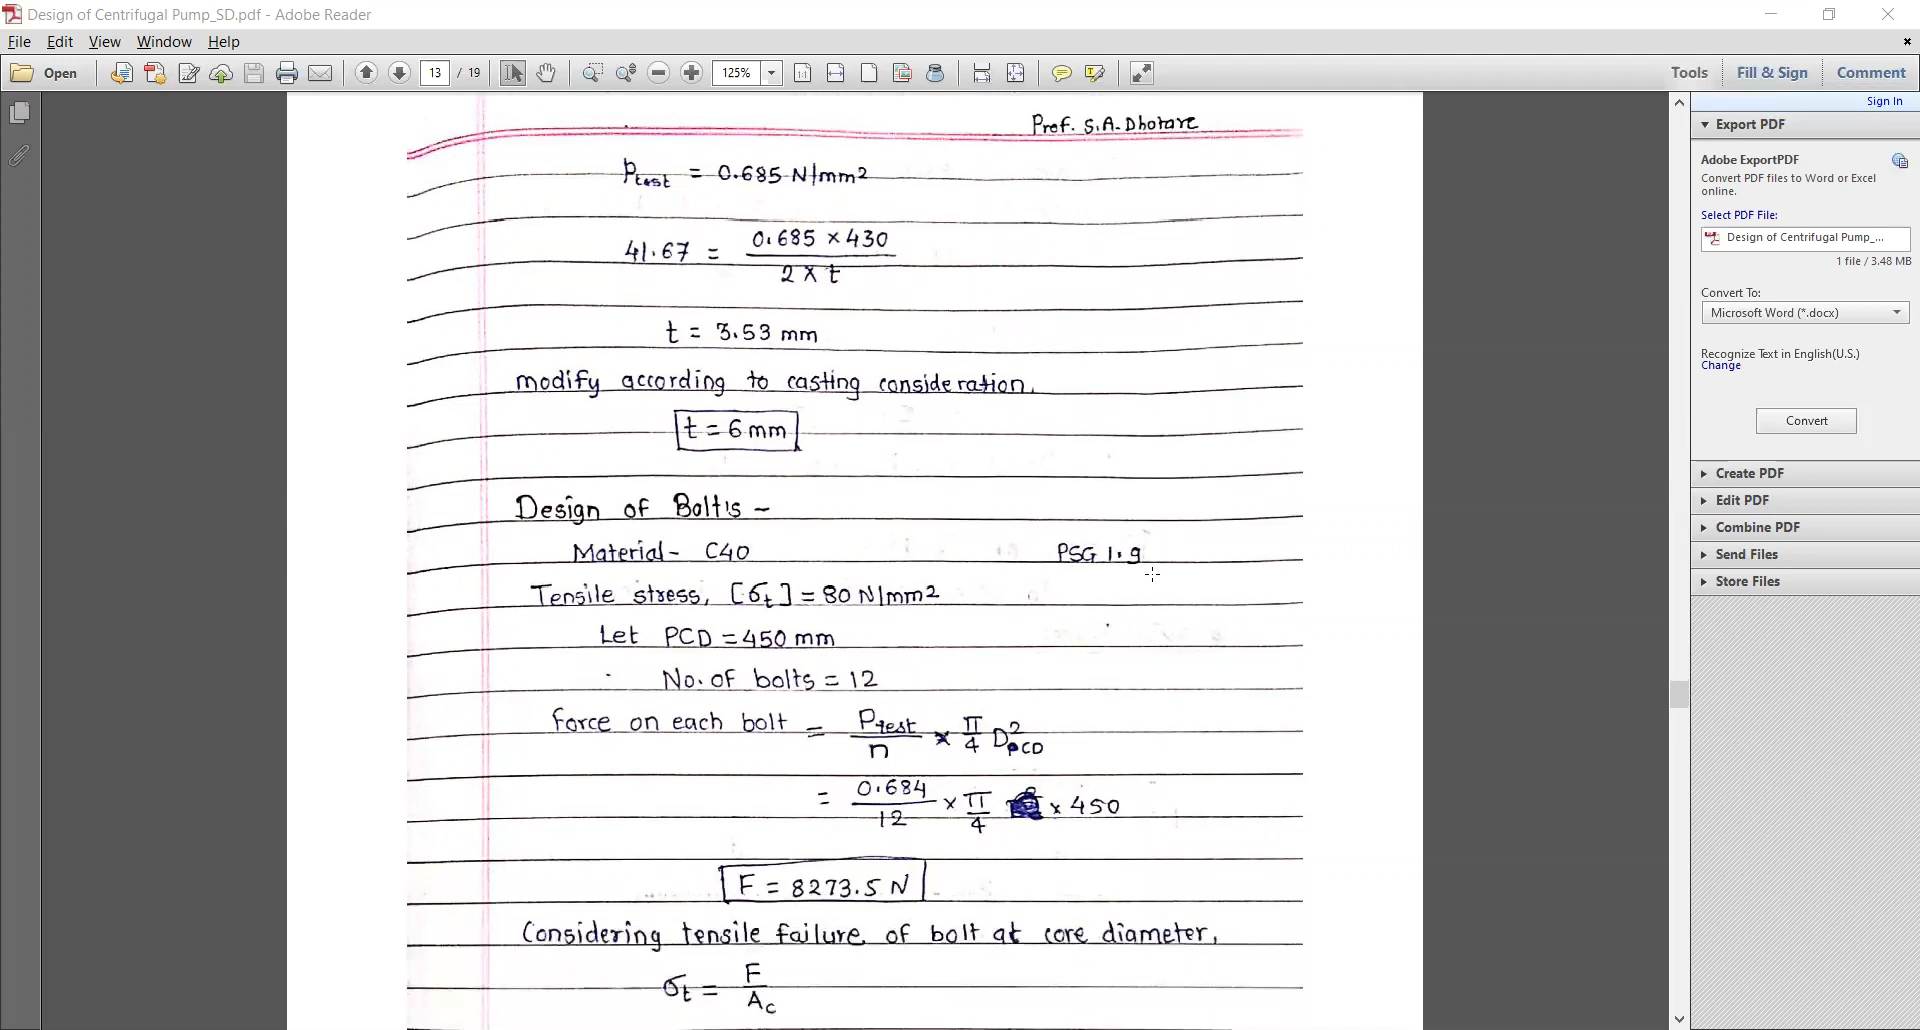 Design of Centrifugal Pump_SD.pdf - Adobe Reader
File Edit View Window Help
Open 13 / 19 125% Tools Fill & Sign Comment
Sign In
Export PDF
Adobe ExportPDF
Convert PDF files to Word or Excel
online.
Select PDF File:
Design of Centrifugal Pump_...
1 file / 3.48 MB
Convert To:
Microsoft Word (*.docx)
Recognize Text in English(U.S.)
Change
Convert
Create PDF
Edit PDF
Combine PDF
Send Files
Store Files
Prof. S.A. Dhotare
Ptest = 0.685 N/mm2
41.67 = 0.685 × 430 / 2 × t
t = 3.53 mm
modify according to casting consideration.
t = 6 mm
Design of Bolt's -
Material - C40 PSG 1.9
Tensile stress, [σt] = 80 N/mm2
Let PCD = 450 mm
No. of bolts = 12
force on each bolt = Ptest / n × π / 4 D²PCD
= 0.684 / 12 × π / 4 × 450
F = 8273.5 N
Considering tensile failure of bolt at core diameter,
σt = F / Ac